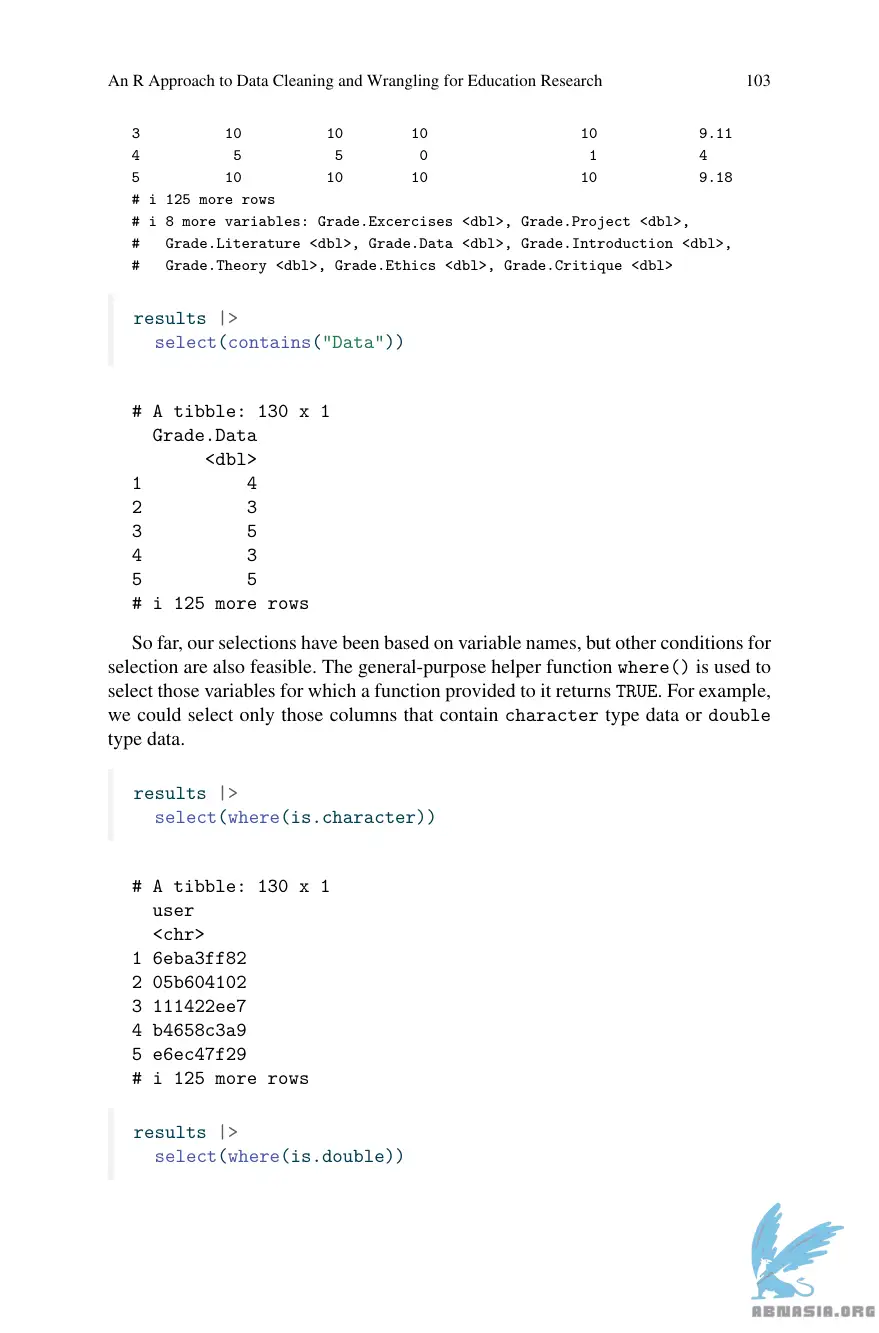 An R Approach to Data Cleaning and Wrangling for Education Research 103
3 10 10 10 10 9.11
4 5 5 0 1 4
5 10 10 10 10 9.18
# i 125 more rows
# i 8 more variables: Grade.Excercises <dbl>, Grade.Project <dbl>,
# Grade.Literature <dbl>, Grade.Data <dbl>, Grade.Introduction <dbl>,
# Grade.Theory <dbl>, Grade.Ethics <dbl>, Grade.Critique <dbl>
results |>
select(contains("Data"))
# A tibble: 130 x 1
Grade.Data
<dbl>
1 4
2 3
3 5
4 3
5 5
# i 125 more rows
So far, our selections have been based on variable names, but other conditions for
selection are also feasible. The general-purpose helper function where() is used to
select those variables for which a function provided to it returns TRUE. For example,
we could select only those columns that contain character type data or double
type data.
results |>
select(where(is.character))
# A tibble: 130 x 1
user
<chr>
1 6eba3ff82
2 05b604102
3 111422ee7
4 b4658c3a9
5 e6ec47f29
# i 125 more rows
results |>
select(where(is.double))
ABNASIA.ORG